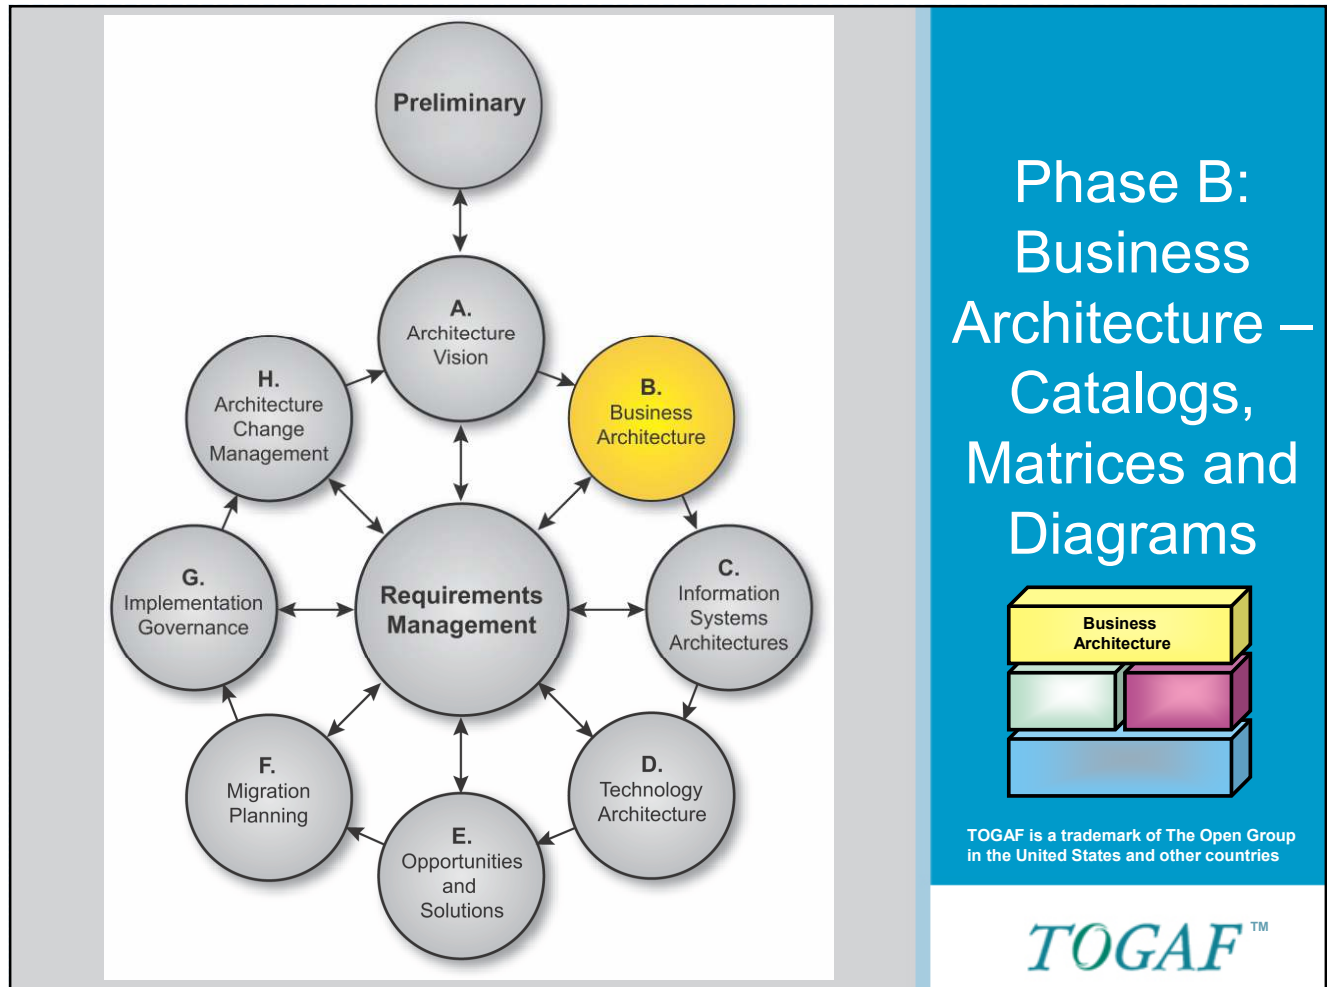 Preliminary
A.
Architecture
Vision
B.
Business
Architecture
H.
Architecture
Change
Management
Requirements
Management
C.
Information
Systems
Architectures
G.
Implementation
Governance
F.
Migration
Planning
D.
Technology
Architecture
E.
Opportunities
and
Solutions
Phase B:
Business
Architecture –
Catalogs,
Matrices and
Diagrams
Business
Architecture
TOGAF is a trademark of The Open Group
in the United States and other countries
TOGAF™